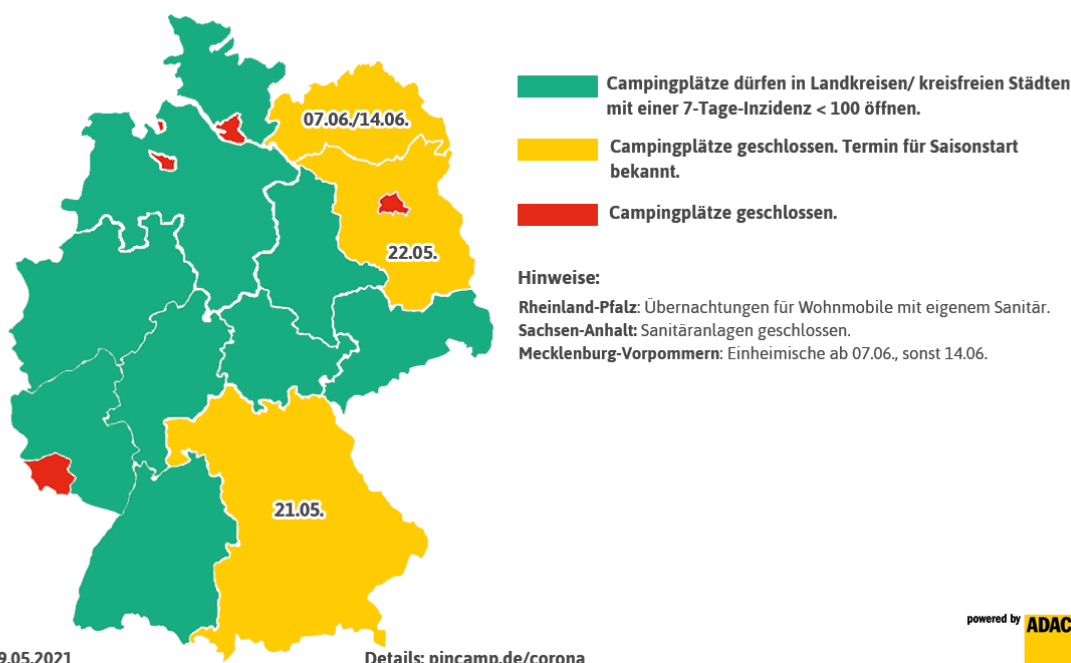 Campingplätze dürfen in Landkreisen/ kreisfreien Städten
mit einer 7-Tage-Inzidenz < 100 öffnen.
07.06./14.06.
Campingplätze geschlossen. Termin für Saisonstart
bekannt.
Campingplätze geschlossen.
22.05.
Hinweise:
Rheinland-Pfalz: Übernachtungen für Wohnmobile mit eigenem Sanitär.
Sachsen-Anhalt: Sanitäranlagen geschlossen.
Mecklenburg-Vorpommern: Einheimische ab 07.06., sonst 14.06.
21.05.
powered by ADAC
9.05.2021 Details: pincamp.de/corona